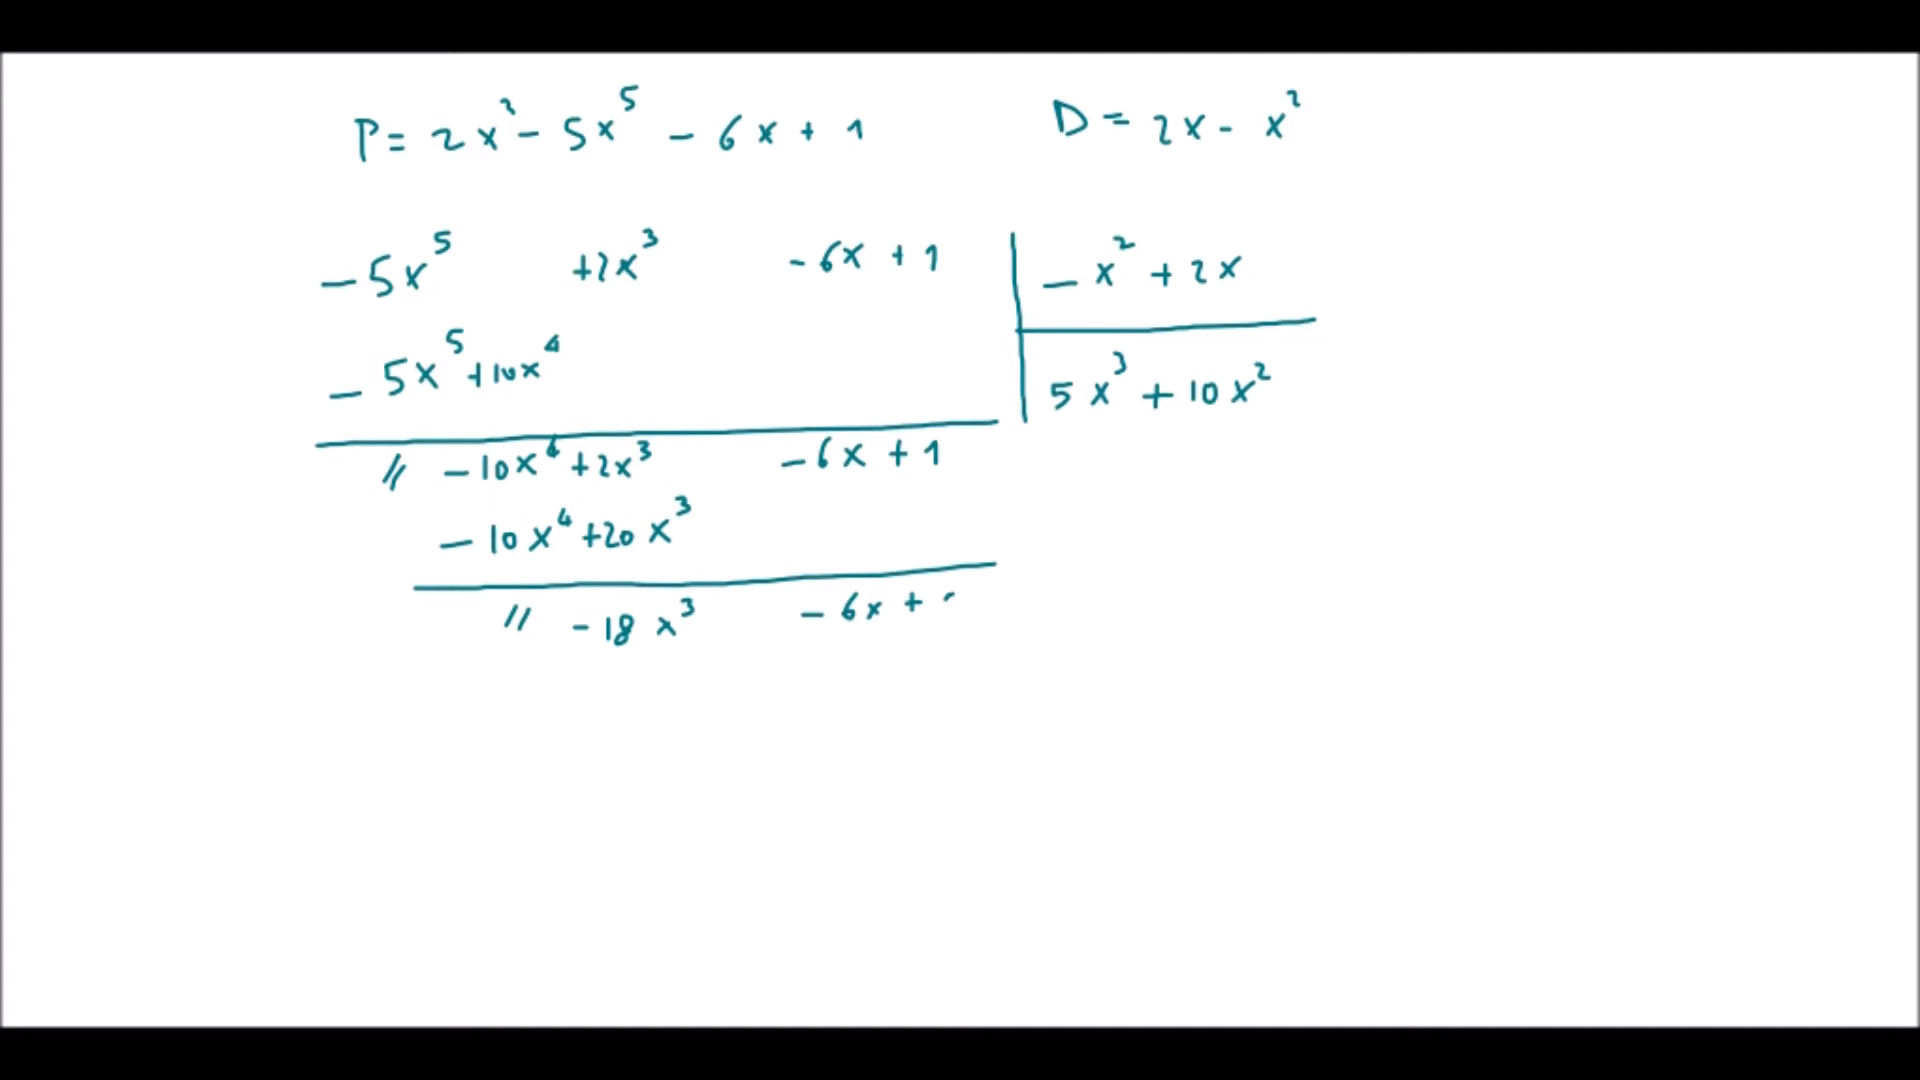 P = 2x³ - 5x⁵ - 6x + 1 D = 2x - x²
-5x⁵ +2x³ -6x + 1 -x² + 2x
-5x⁵ +10x⁴ 5x³ + 10x²
// -10x⁴ +2x³ -6x + 1
-10x⁴ +20x³
// -18x³ -6x +